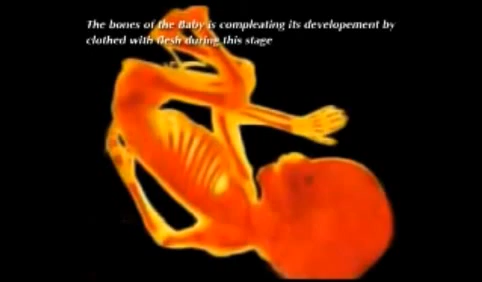 The bones of the Baby is compleating its developement by
clothed with flesh during this stage